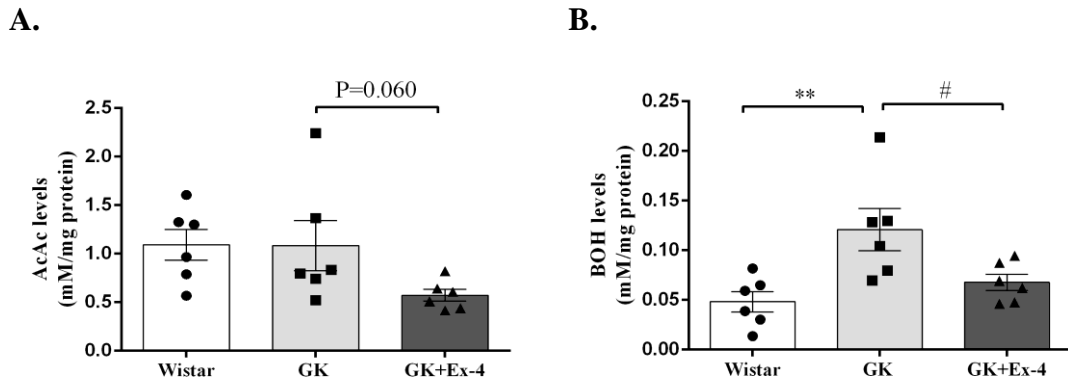 A.
P=0.060
AcAc levels
(mM/mg protein)
2.5
2.0
1.5
1.0
0.5
0.0
Wistar
GK
GK+Ex-4
B.
**
#
BOH levels
(mM/mg protein)
0.25
0.20
0.15
0.10
0.05
0.00
Wistar
GK
GK+Ex-4